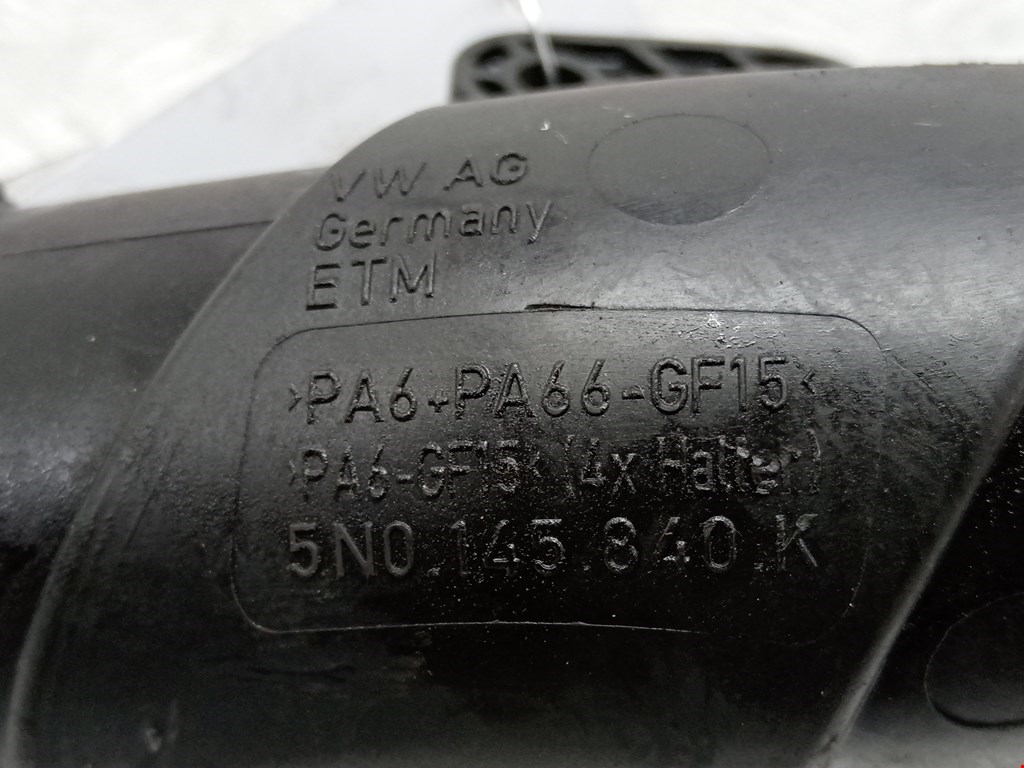 VW AG
Germany
ETM
>PA6+PA66-GF15<
>PA6-GF15< (4x Halter)
5N0.145.840.K